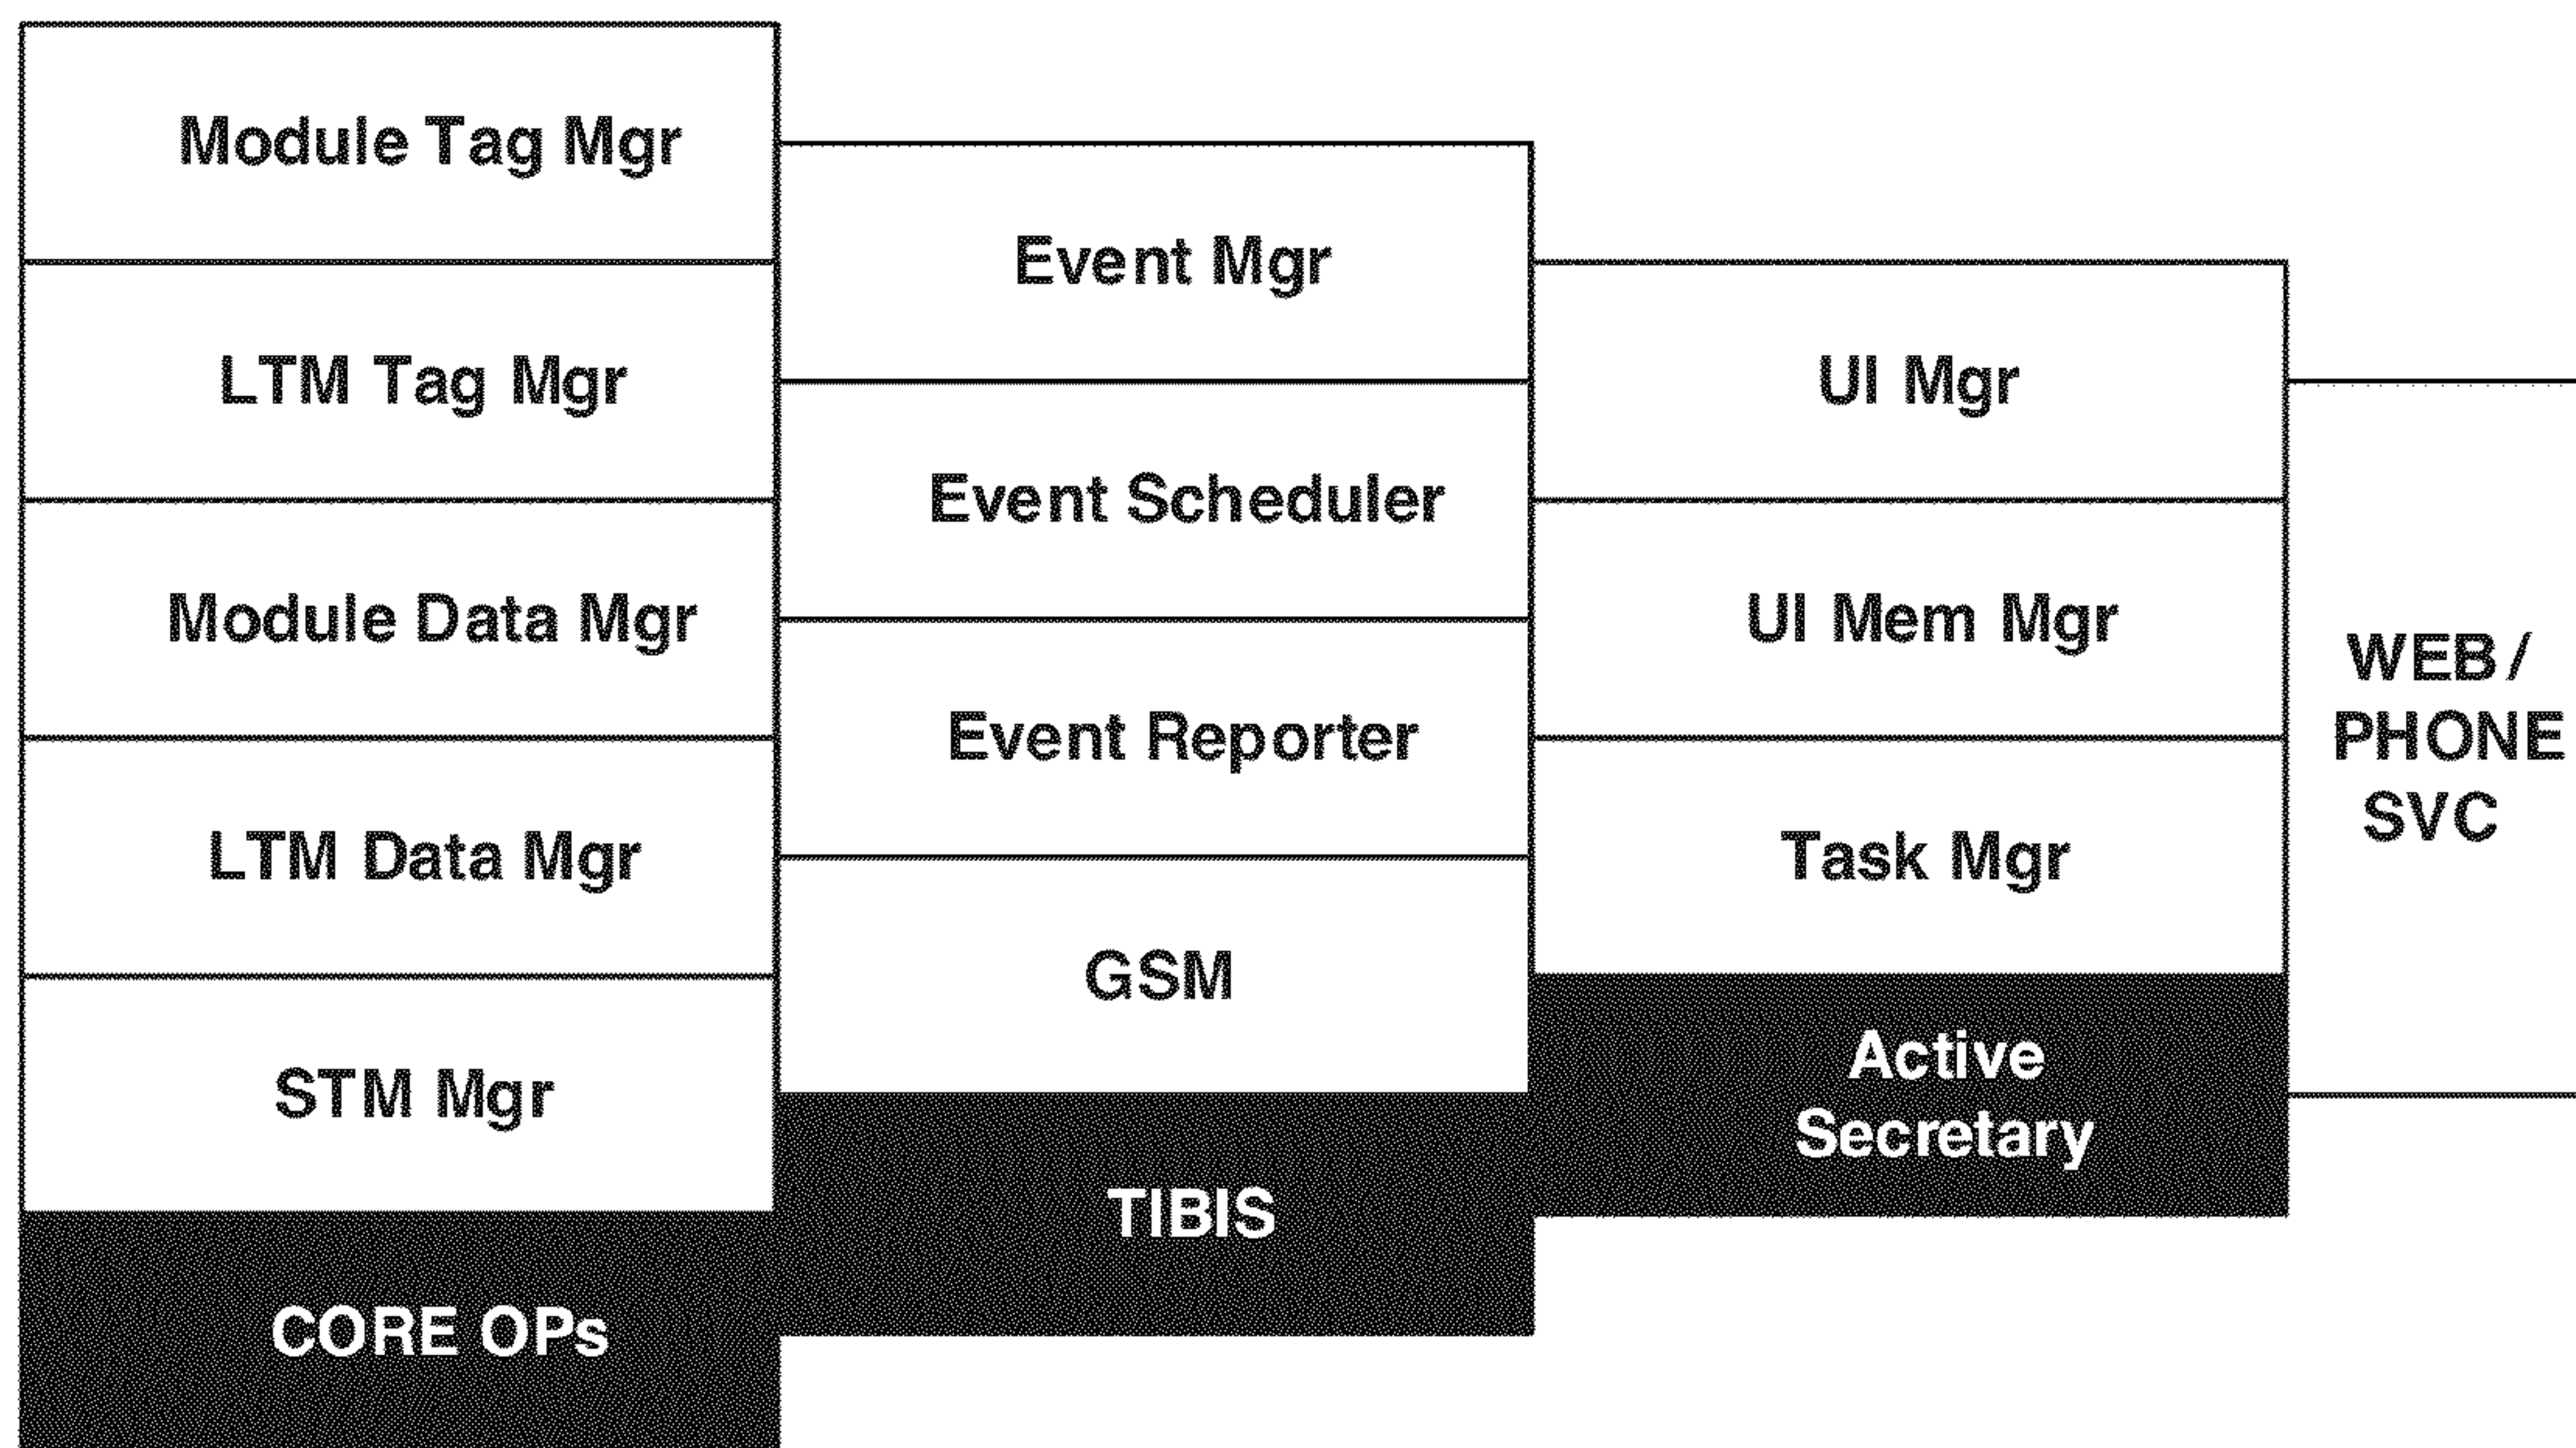 Module Tag Mgr
LTM Tag Mgr
Module Data Mgr
LTM Data Mgr
STM Mgr
CORE OPs
Event Mgr
Event Scheduler
Event Reporter
GSM
TIBIS
UI Mgr
UI Mem Mgr
Task Mgr
Active
Secretary
WEB/
PHONE
SVC